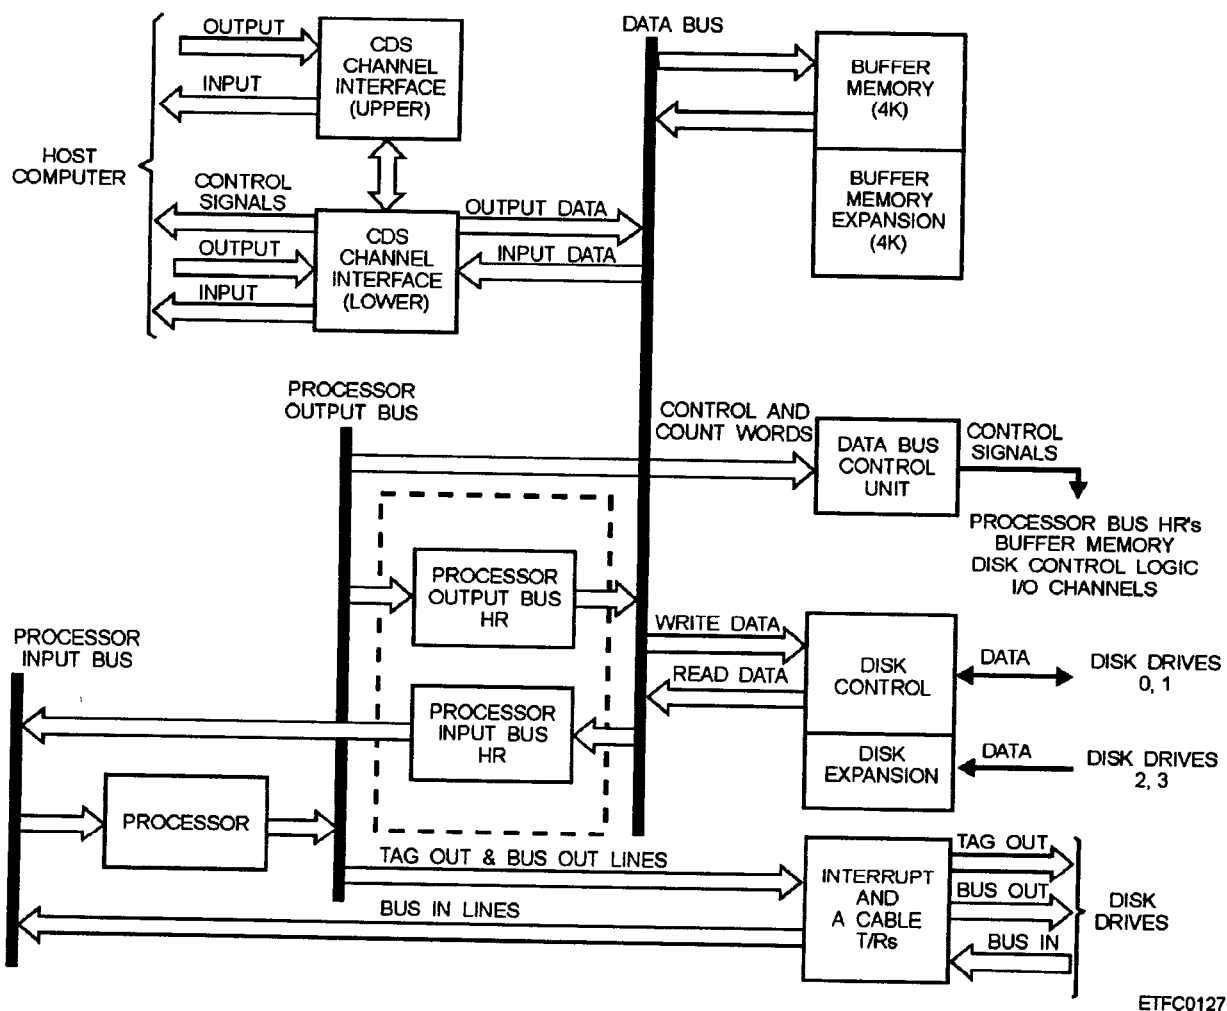 OUTPUT
INPUT
CDS
CHANNEL
INTERFACE
(UPPER)
DATA BUS
BUFFER
MEMORY
(4K)
BUFFER
MEMORY
EXPANSION
(4K)
HOST
COMPUTER
CONTROL
SIGNALS
OUTPUT
INPUT
CDS
CHANNEL
INTERFACE
(LOWER)
OUTPUT DATA
INPUT DATA
PROCESSOR
OUTPUT BUS
CONTROL AND
COUNT WORDS
DATA BUS
CONTROL
UNIT
CONTROL
SIGNALS
PROCESSOR BUS HR's
BUFFER MEMORY
DISK CONTROL LOGIC
I/O CHANNELS
PROCESSOR
OUTPUT BUS
HR
PROCESSOR
INPUT BUS
PROCESSOR
INPUT BUS
HR
WRITE DATA
READ DATA
DISK
CONTROL
DATA
DISK DRIVES
0, 1
DISK
EXPANSION
DATA
DISK DRIVES
2, 3
PROCESSOR
TAG OUT & BUS OUT LINES
BUS IN LINES
INTERRUPT
AND
A CABLE
T/Rs
TAG OUT
BUS OUT
BUS IN
DISK
DRIVES
ETFC0127